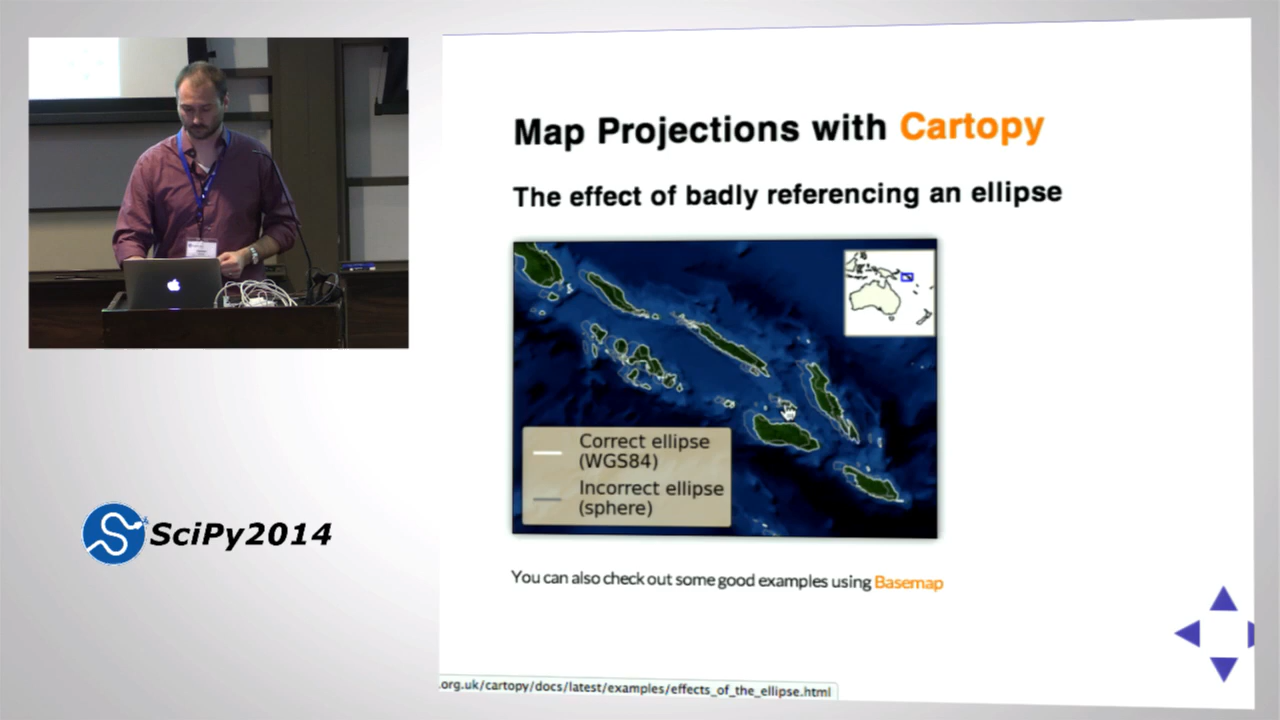 Map Projections with Cartopy
The effect of badly referencing an ellipse
Correct ellipse
(WGS84)
Incorrect ellipse
(sphere)
You can also check out some good examples using Basemap
SciPy2014
.org.uk/cartopy/docs/latest/examples/effects_of_the_ellipse.html